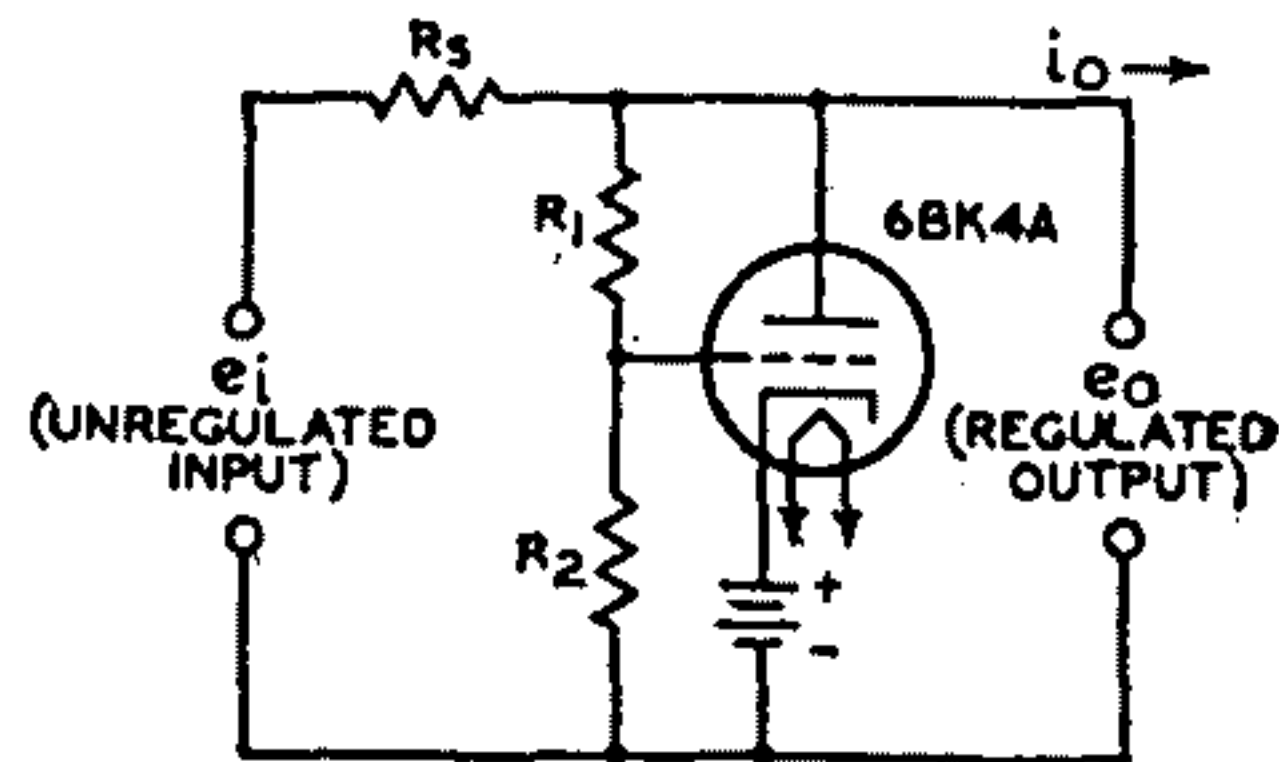 Rs
io
R1
6BK4A
ei
(UNREGULATED
INPUT)
eo
(REGULATED
OUTPUT)
R2
+
-